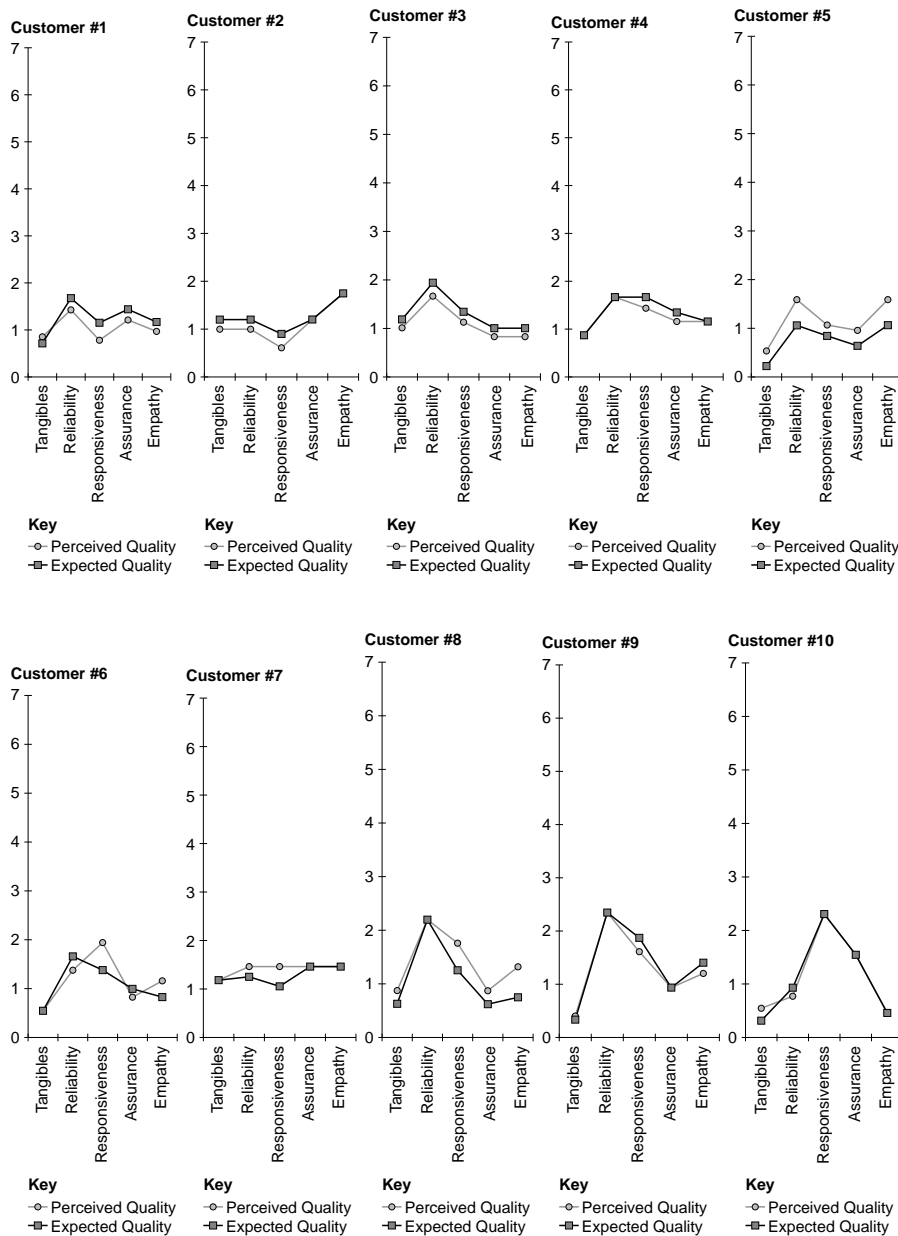 Customer #1
7
6
5
4
3
2
1
0
Tangibles
Reliability
Responsiveness
Assurance
Empathy
Key
Perceived Quality
Expected Quality
Customer #2
7
6
5
4
3
2
1
0
Tangibles
Reliability
Responsiveness
Assurance
Empathy
Key
Perceived Quality
Expected Quality
Customer #3
7
6
5
4
3
2
1
0
Tangibles
Reliability
Responsiveness
Assurance
Empathy
Key
Perceived Quality
Expected Quality
Customer #4
7
6
5
4
3
2
1
0
Tangibles
Reliability
Responsiveness
Assurance
Empathy
Key
Perceived Quality
Expected Quality
Customer #5
7
6
5
4
3
2
1
0
Tangibles
Reliability
Responsiveness
Assurance
Empathy
Key
Perceived Quality
Expected Quality
Customer #6
7
6
5
4
3
2
1
0
Tangibles
Reliability
Responsiveness
Assurance
Empathy
Key
Perceived Quality
Expected Quality
Customer #7
7
6
5
4
3
2
1
0
Tangibles
Reliability
Responsiveness
Assurance
Empathy
Key
Perceived Quality
Expected Quality
Customer #8
7
6
5
4
3
2
1
0
Tangibles
Reliability
Responsiveness
Assurance
Empathy
Key
Perceived Quality
Expected Quality
Customer #9
7
6
5
4
3
2
1
0
Tangibles
Reliability
Responsiveness
Assurance
Empathy
Key
Perceived Quality
Expected Quality
Customer #10
7
6
5
4
3
2
1
0
Tangibles
Reliability
Responsiveness
Assurance
Empathy
Key
Perceived Quality
Expected Quality